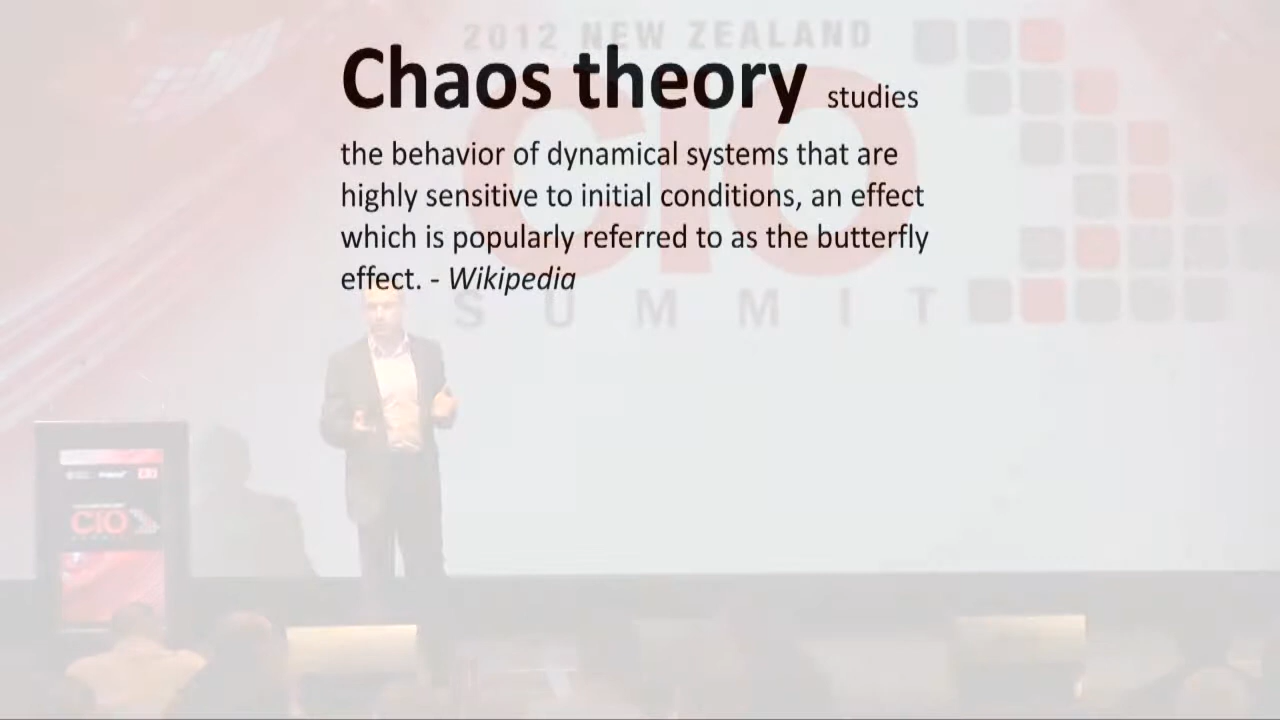 2012 NEW ZEALAND
Chaos theory studies
the behavior of dynamical systems that are
highly sensitive to initial conditions, an effect
which is popularly referred to as the butterfly
effect. - Wikipedia
CIO
SUMMIT
CIO